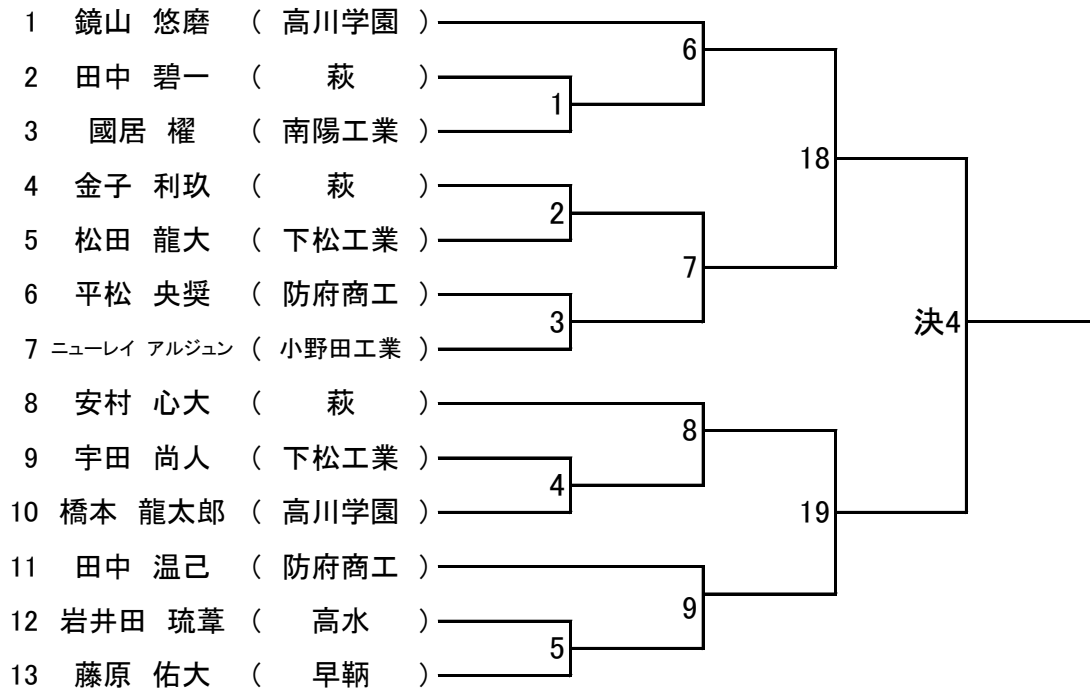 1 鏡山 悠磨 ( 高川学園 )
6
2 田中 碧一 ( 萩 )
1
3 國居 櫂 ( 南陽工業 )
18
4 金子 利玖 ( 萩 )
2
5 松田 龍大 ( 下松工業 )
7
6 平松 央奨 ( 防府商工 )
3
決4
7 ニューレイ アルジュン ( 小野田工業 )
8 安村 心大 ( 萩 )
8
9 宇田 尚人 ( 下松工業 )
4
10 橋本 龍太郎 ( 高川学園 )
19
11 田中 温己 ( 防府商工 )
9
12 岩井田 琉葦 ( 高水 )
5
13 藤原 佑大 ( 早鞆 )